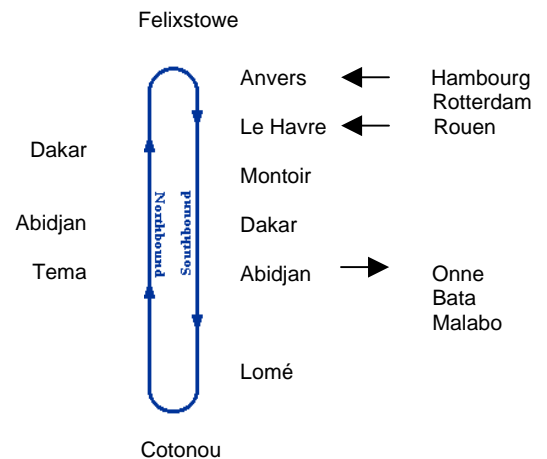 Felixstowe
Anvers Hambourg
Rotterdam
Le Havre Rouen
Dakar
Montoir
Northbound
Southbound
Abidjan Dakar
Tema Abidjan Onne
Bata
Malabo
Lomé
Cotonou